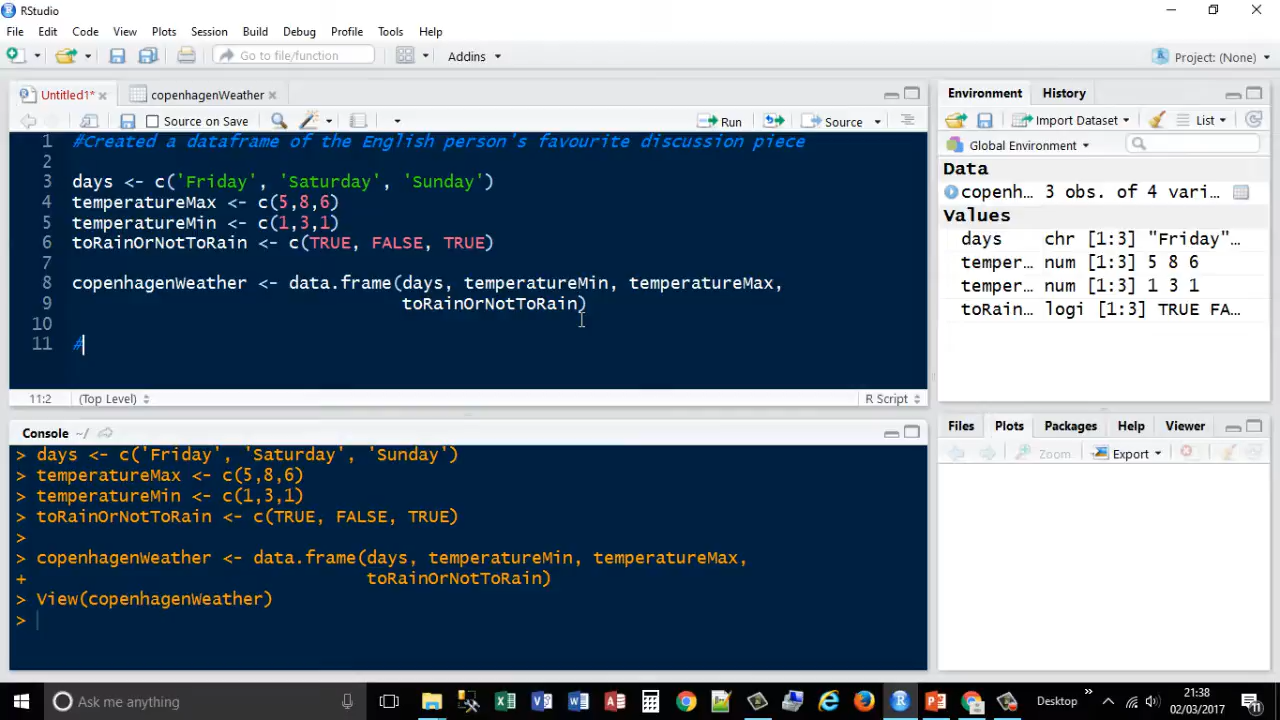 RStudio
File Edit Code View Plots Session Build Debug Profile Tools Help
Go to file/function Addins Project: (None)
Untitled1* copenhagenWeather
Source on Save Run Source
1 #Created a dataframe of the English person's favourite discussion piece
2
3 days <- c('Friday', 'Saturday', 'Sunday')
4 temperatureMax <- c(5,8,6)
5 temperatureMin <- c(1,3,1)
6 toRainOrNotToRain <- c(TRUE, FALSE, TRUE)
7
8 copenhagenWeather <- data.frame(days, temperatureMin, temperatureMax,
9 toRainOrNotToRain)
10
11 #
11:2 (Top Level) R Script
Console ~/
> days <- c('Friday', 'Saturday', 'Sunday')
> temperatureMax <- c(5,8,6)
> temperatureMin <- c(1,3,1)
> toRainOrNotToRain <- c(TRUE, FALSE, TRUE)
>
> copenhagenWeather <- data.frame(days, temperatureMin, temperatureMax,
+ toRainOrNotToRain)
> View(copenhagenWeather)
>
Environment History
Import Dataset List
Global Environment
Data
copenh… 3 obs. of 4 vari…
Values
days chr [1:3] "Friday"…
temper… num [1:3] 5 8 6
temper… num [1:3] 1 3 1
toRain… logi [1:3] TRUE FA…
Files Plots Packages Help Viewer
Zoom Export
Ask me anything Desktop 21:38
02/03/2017